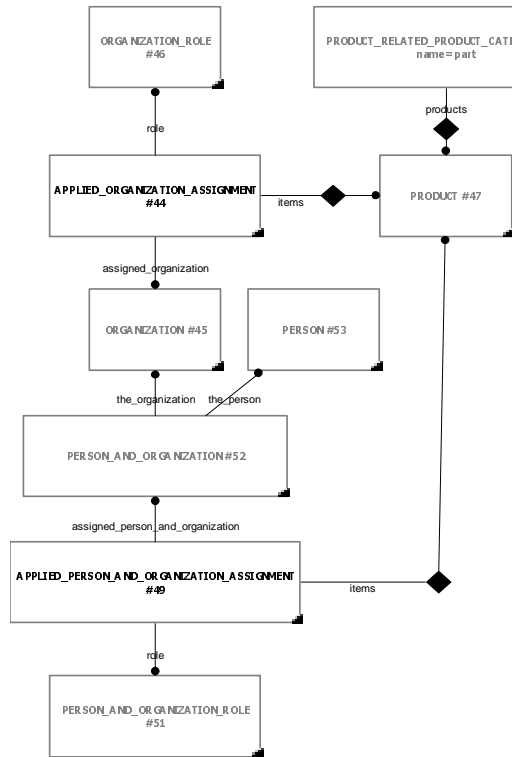 ORGANIZATION_ROLE
#46
PRODUCT_RELATED_PRODUCT_CATE
name=part
products
role
APPLIED_ORGANIZATION_ASSIGNMENT
#44
items
PRODUCT #47
assigned_organization
ORGANIZATION #45
PERSON #53
the_organization
the_person
PERSON_AND_ORGANIZATION #52
assigned_person_and_organization
APPLIED_PERSON_AND_ORGANIZATION_ASSIGNMENT
#49
items
role
PERSON_AND_ORGANIZATION_ROLE
#51